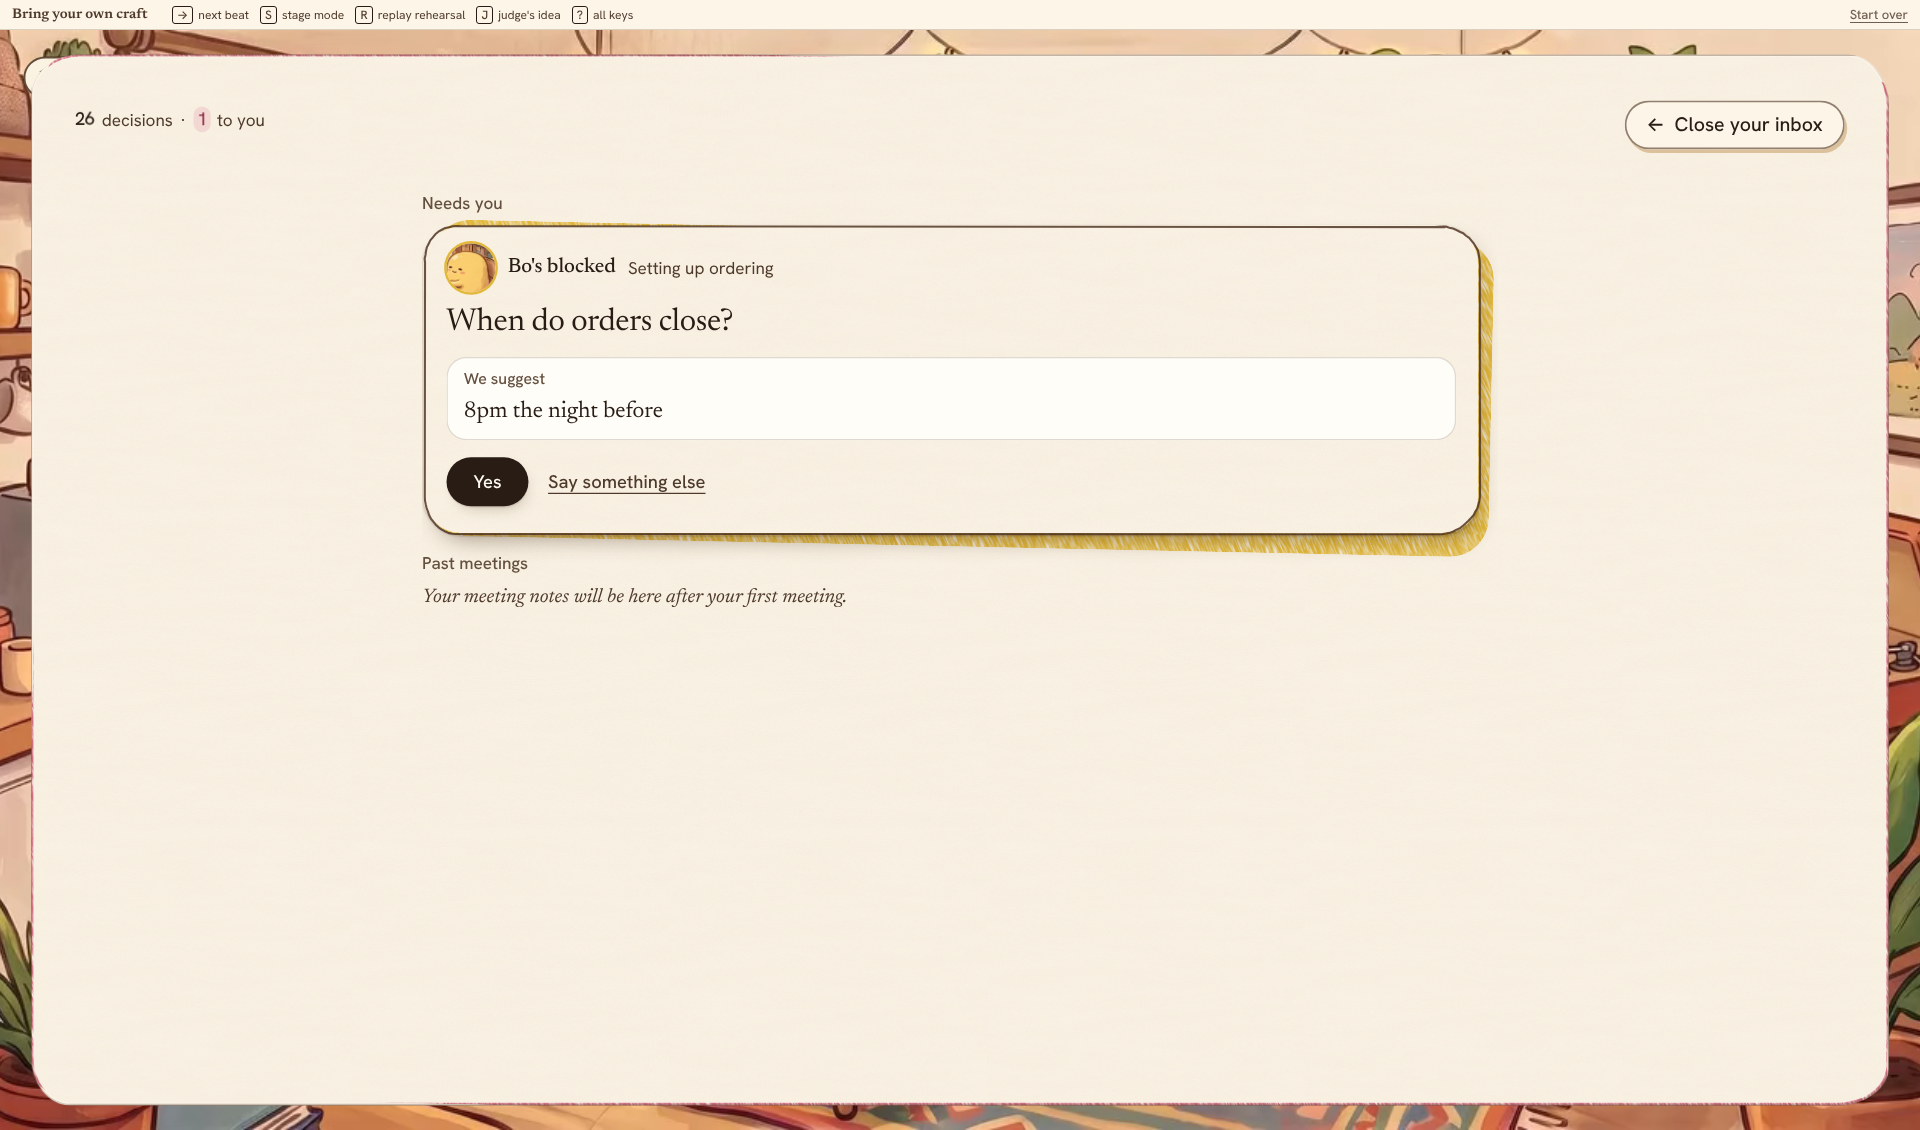 Bring your own craft → next beat S stage mode R replay rehearsal J judge's idea ? all keys Start over
26 decisions · 1 to you
← Close your inbox
Needs you
Bo's blocked Setting up ordering
When do orders close?
We suggest
8pm the night before
Yes Say something else
Past meetings
Your meeting notes will be here after your first meeting.